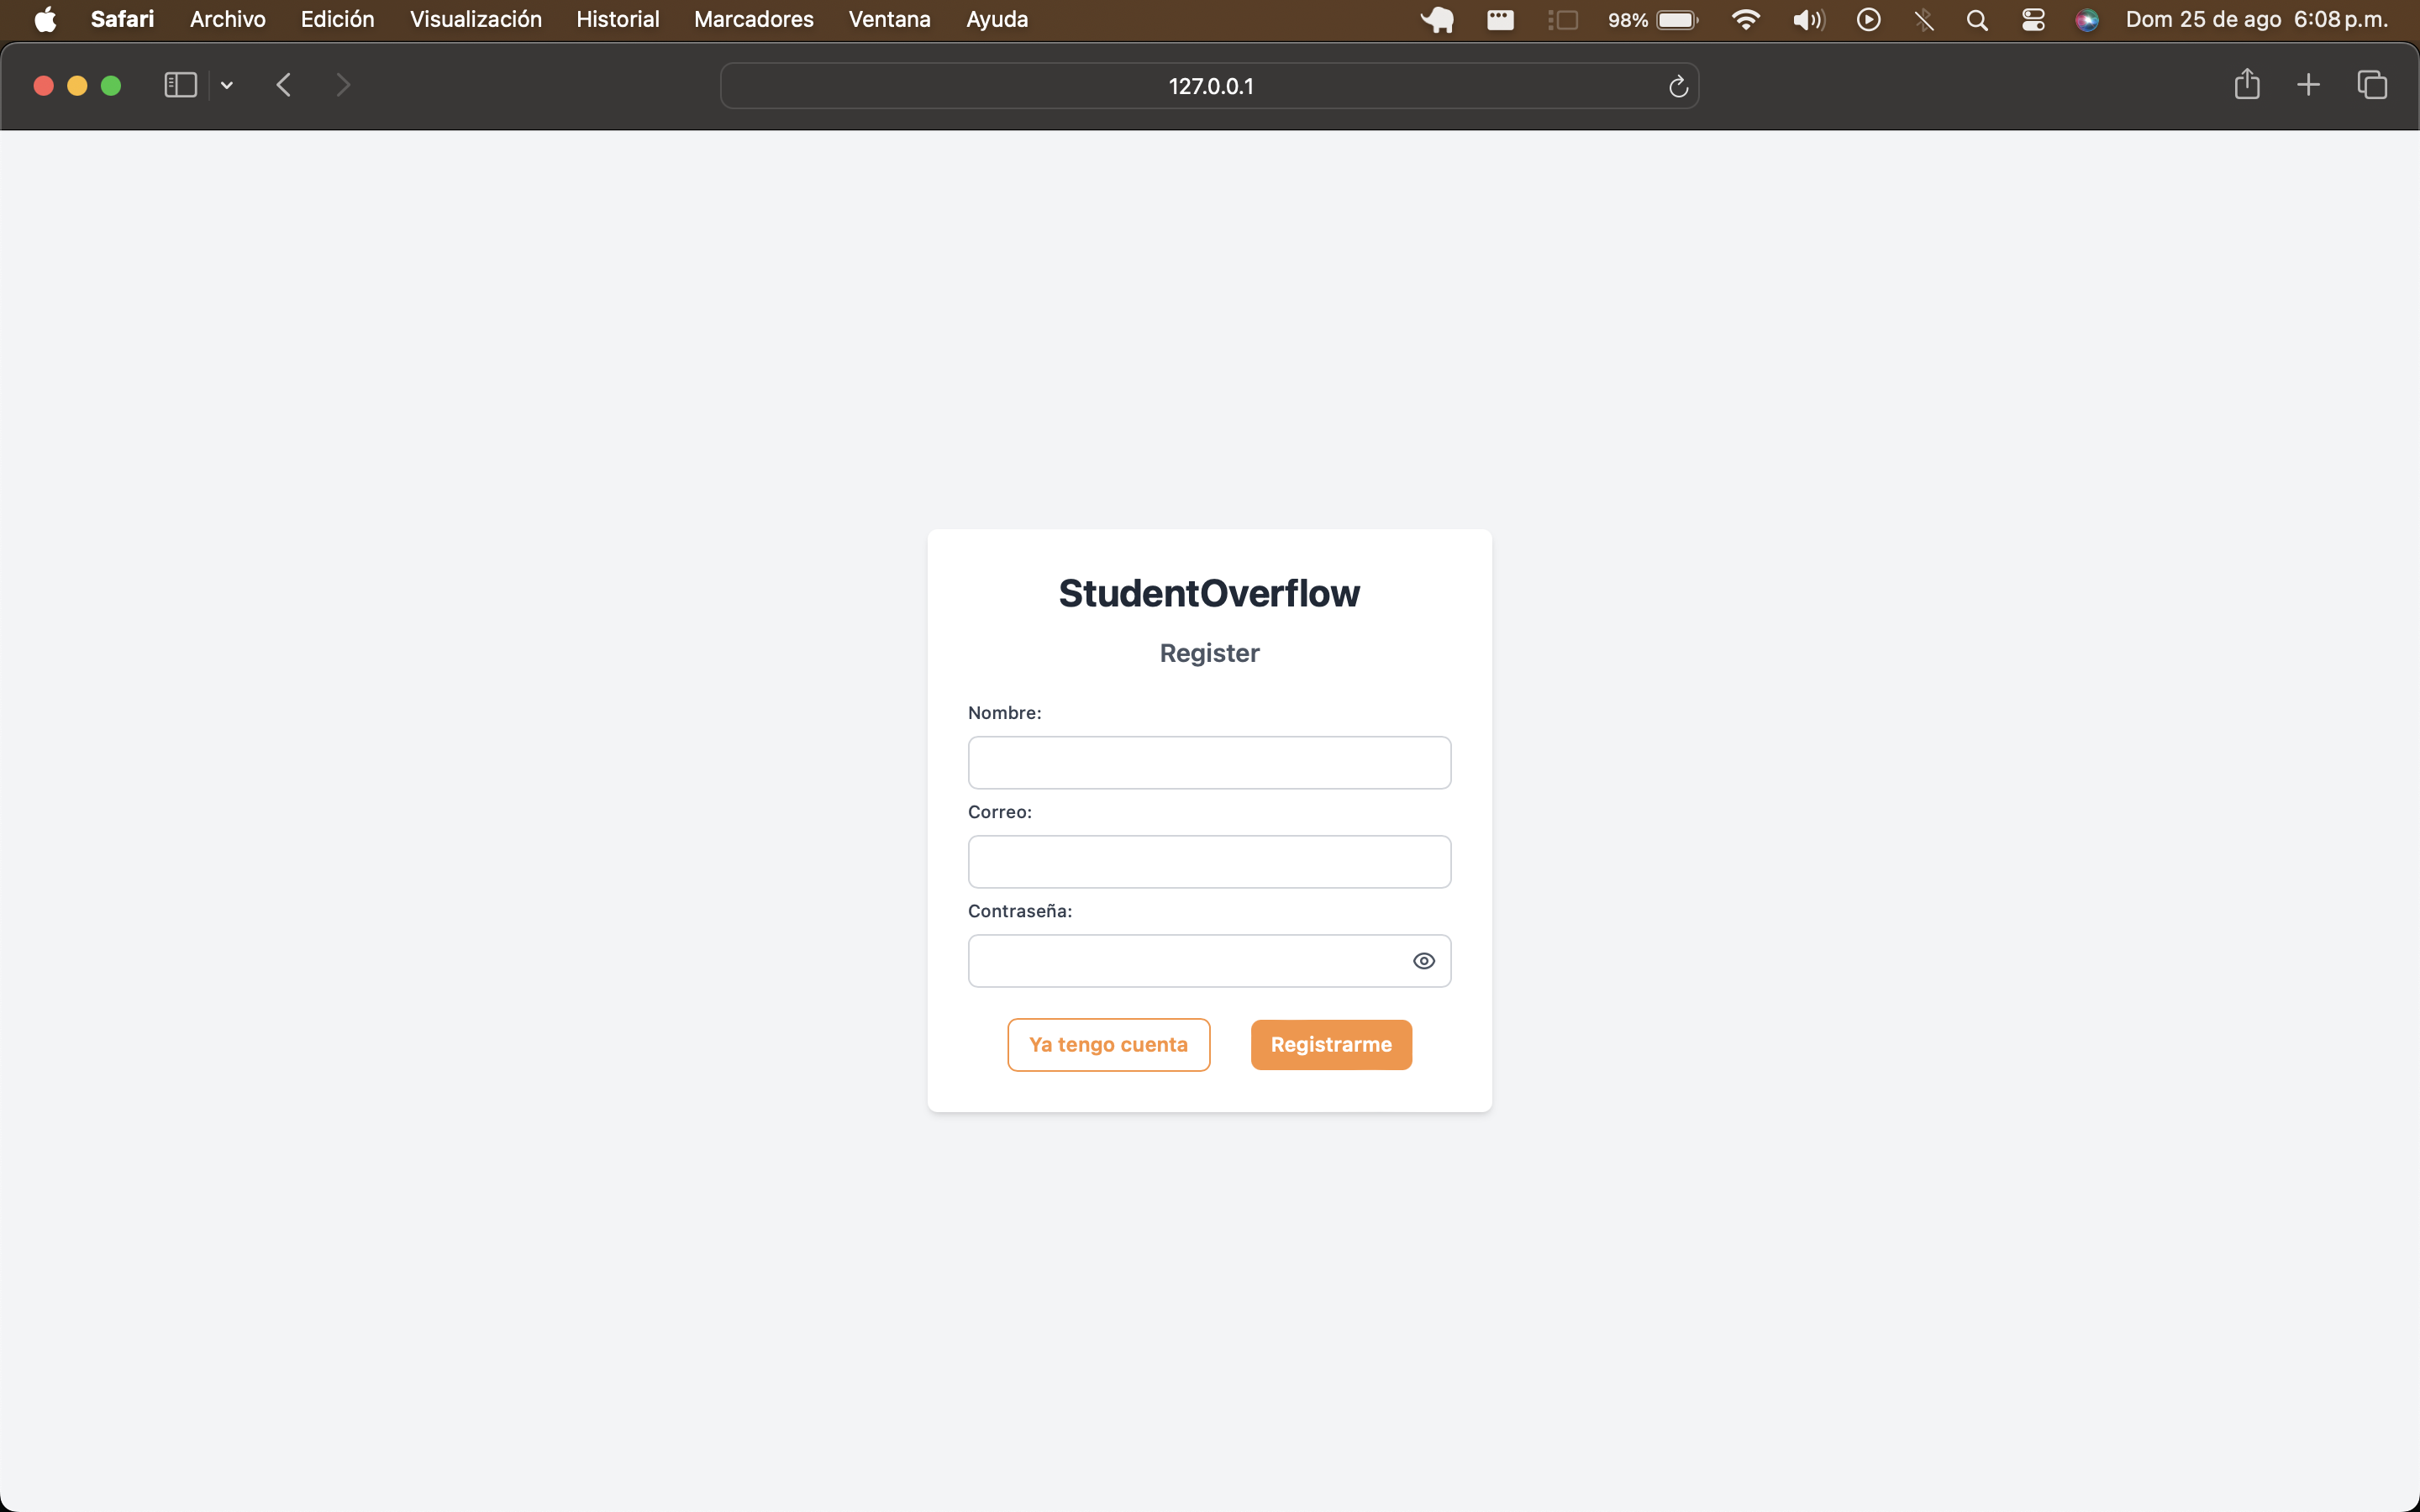 Safari Archivo Edición Visualización Historial Marcadores Ventana Ayuda 98% Dom 25 de ago 6:08 p.m.
127.0.0.1
StudentOverflow
Register
Nombre:
Correo:
Contraseña:
Ya tengo cuenta Registrarme